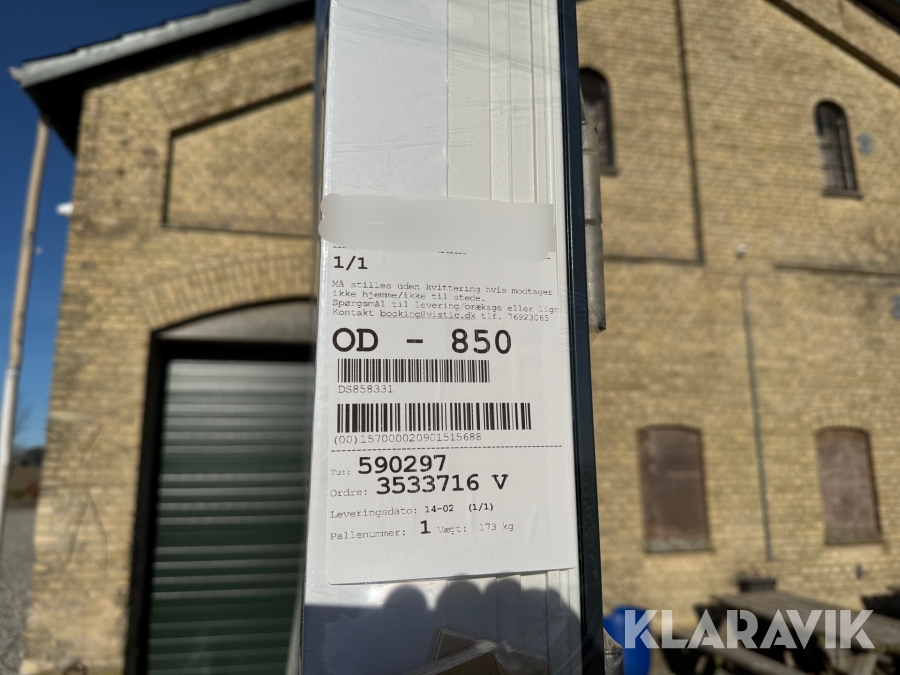 1/1
Må stilles uden kvittering hvis modtager
ikke hjemme/ikke til stede.
Spørgsmål til levering/brækage eller lign
Kontakt booking@vistic.dk tlf. 76923065
OD - 850
DS858331
(00)157000020901515688
Tur: 590297
Ordre: 3533716 V
Leveringsdato: 14-02 (1/1)
Pallenummer: 1 Vægt: 173 kg
KLARAVIK